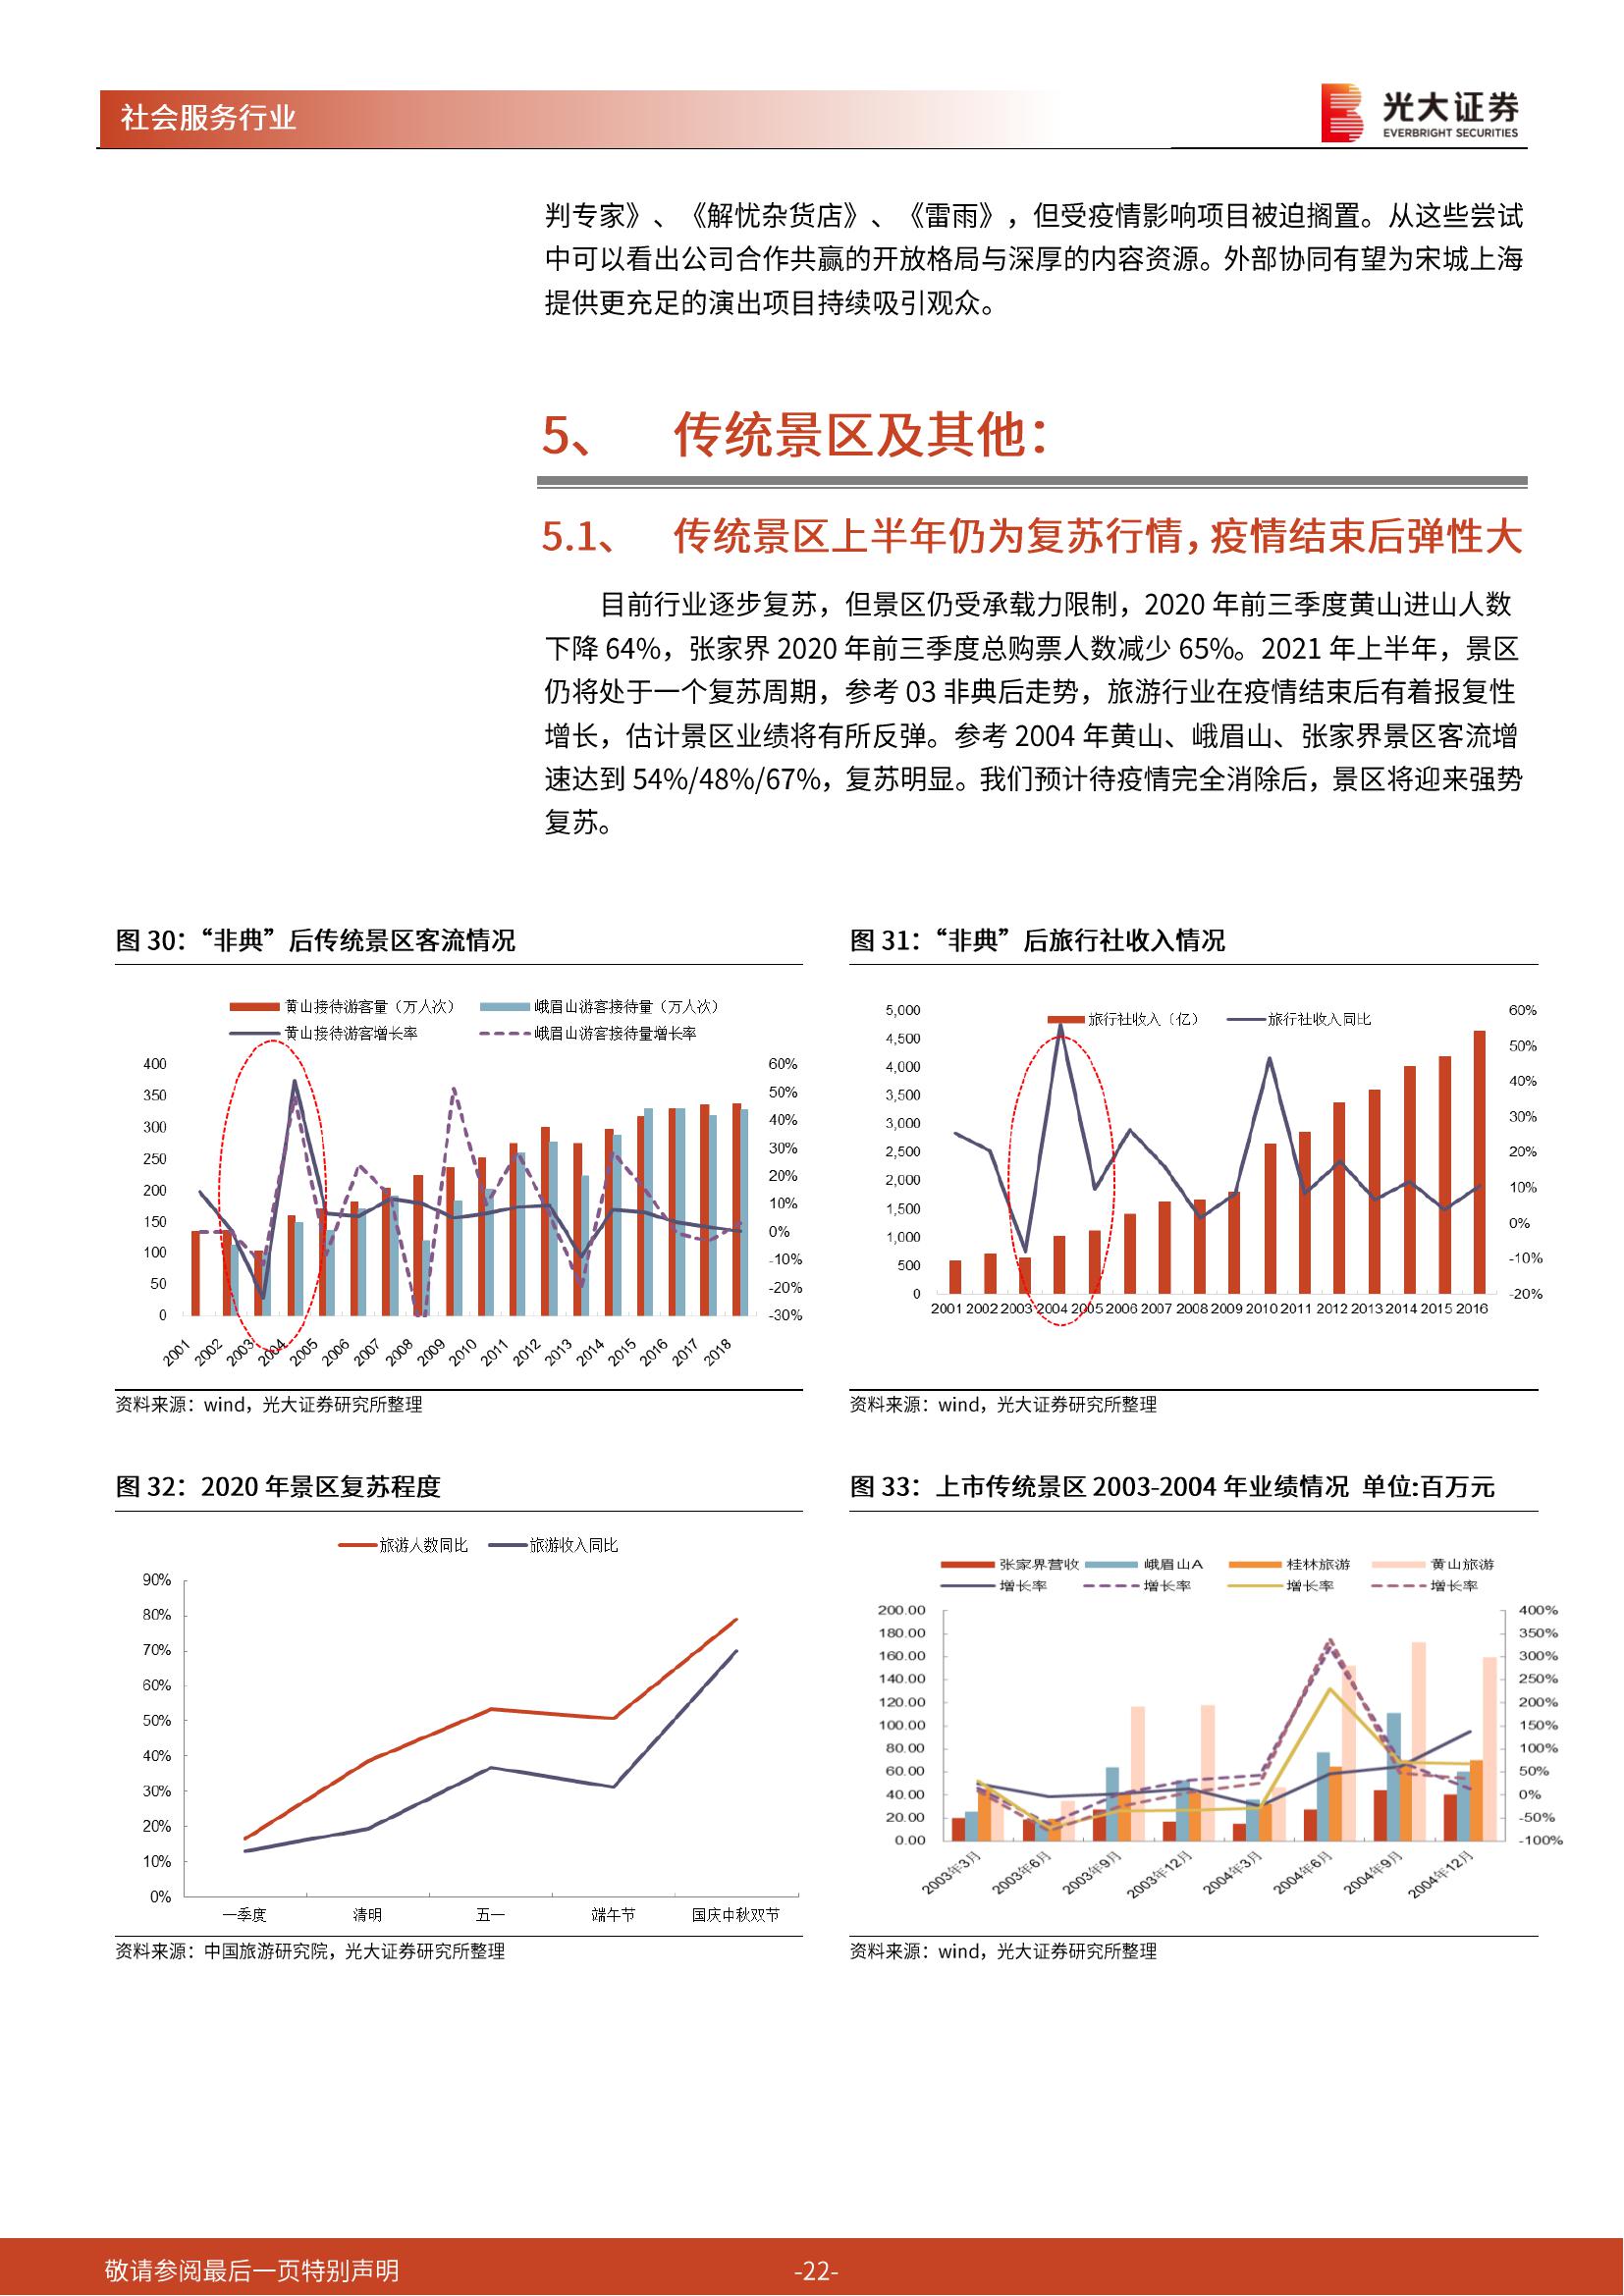 社会服务行业
光大证券
EVERBRIGHT SECURITIES
判专家》、《解忧杂货店》、《雷雨》，但受疫情影响项目被迫搁置。从这些尝试
中可以看出公司合作共赢的开放格局与深厚的内容资源。外部协同有望为宋城上海
提供更充足的演出项目持续吸引观众。
5、 传统景区及其他：
5.1、 传统景区上半年仍为复苏行情，疫情结束后弹性大
目前行业逐步复苏，但景区仍受承载力限制，2020 年前三季度黄山进山人数
下降 64%，张家界 2020 年前三季度总购票人数减少 65%。2021 年上半年，景区
仍将处于一个复苏周期，参考 03 非典后走势，旅游行业在疫情结束后有着报复性
增长，估计景区业绩将有所反弹。参考 2004 年黄山、峨眉山、张家界景区客流增
速达到 54%/48%/67%，复苏明显。我们预计待疫情完全消除后，景区将迎来强势
复苏。
图 30：“非典”后传统景区客流情况
黄山接待游客量（万人次） 峨眉山游客接待量（万人次）
黄山接待游客增长率 峨眉山游客接待量增长率
400 60%
350 50%
300 40%
250 30%
200 20%
150 10%
100 0%
50 -10%
0 -20%
-30%
2001 2002 2003 2004 2005 2006 2007 2008 2009 2010 2011 2012 2013 2014 2015 2016 2017 2018
资料来源：wind，光大证券研究所整理
图 31：“非典”后旅行社收入情况
旅行社收入（亿） 旅行社收入同比
5,000 60%
4,500 50%
4,000 40%
3,500 30%
3,000 20%
2,500 10%
2,000 0%
1,500 -10%
1,000 -20%
500
0
2001 2002 2003 2004 2005 2006 2007 2008 2009 2010 2011 2012 2013 2014 2015 2016
资料来源：wind，光大证券研究所整理
图 32：2020 年景区复苏程度
旅游人数同比 旅游收入同比
90%
80%
70%
60%
50%
40%
30%
20%
10%
0%
一季度 清明 五一 端午节 国庆中秋双节
资料来源：中国旅游研究院，光大证券研究所整理
图 33：上市传统景区 2003-2004 年业绩情况 单位:百万元
张家界营收 峨眉山A 桂林旅游 黄山旅游
增长率 增长率 增长率 增长率
200.00 400%
180.00 350%
160.00 300%
140.00 250%
120.00 200%
100.00 150%
80.00 100%
60.00 50%
40.00 0%
20.00 -50%
0.00 -100%
2003年3月 2003年6月 2003年9月 2003年12月 2004年3月 2004年6月 2004年9月 2004年12月
资料来源：wind，光大证券研究所整理
敬请参阅最后一页特别声明
-22-